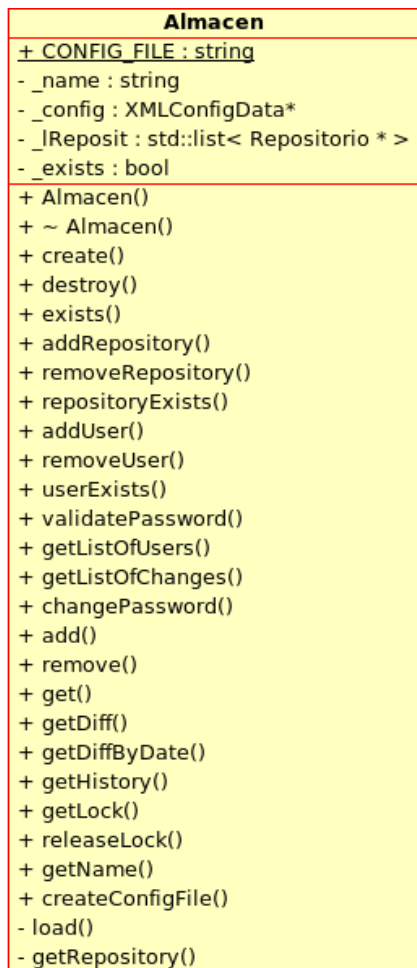 Almacen
+ CONFIG_FILE : string
- _name : string
- _config : XMLConfigData*
- _lReposit : std::list< Repositorio * >
- _exists : bool
+ Almacen()
+ ~ Almacen()
+ create()
+ destroy()
+ exists()
+ addRepository()
+ removeRepository()
+ repositoryExists()
+ addUser()
+ removeUser()
+ userExists()
+ validatePassword()
+ getListOfUsers()
+ getListOfChanges()
+ changePassword()
+ add()
+ remove()
+ get()
+ getDiff()
+ getDiffByDate()
+ getHistory()
+ getLock()
+ releaseLock()
+ getName()
+ createConfigFile()
- load()
- getRepository()